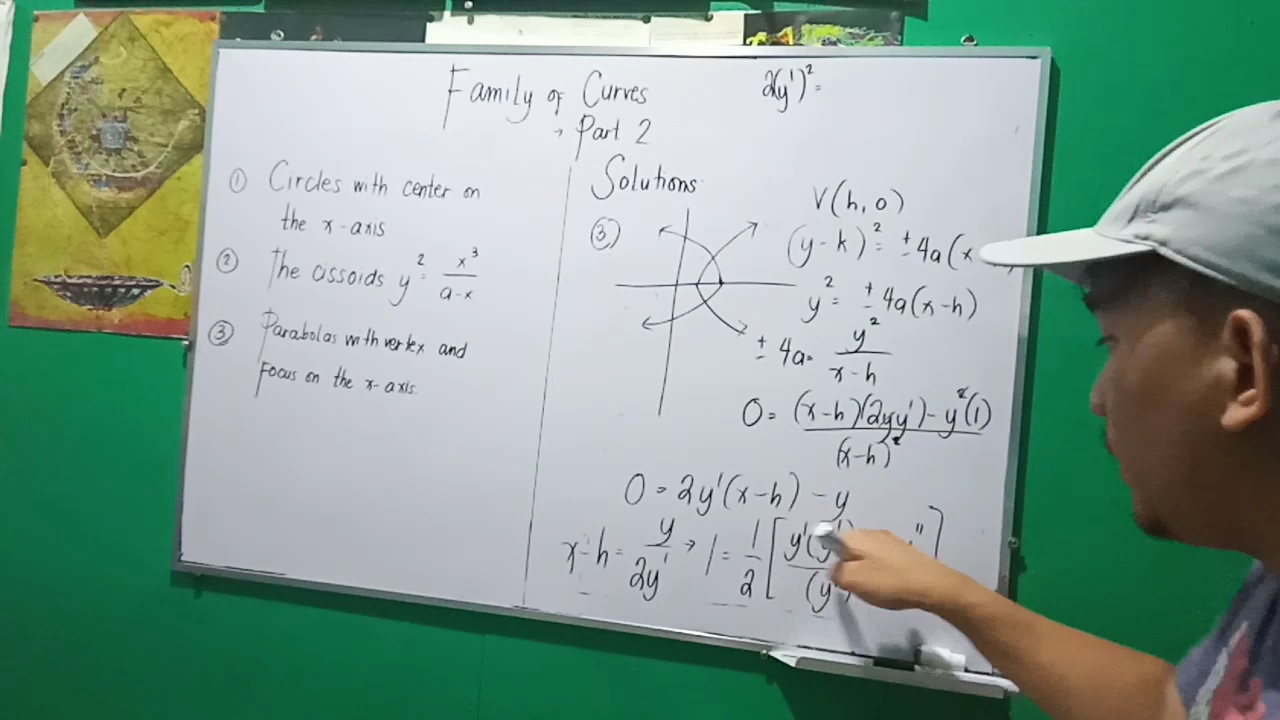 Family of Curves
→ Part 2
2(y')² =
① Circles with center on
the x-axis
② The cissoids y² = x³/(a-x)
③ Parabolas with vertex and
Focus on the x-axis.
Solutions
③
V(h, 0)
(y-k)² = ± 4a(x
y² = ± 4a(x-h)
± 4a = y²/(x-h)
0 = ((x-h)(2yy') - y²(1))/(x-h)²
0 = 2y'(x-h) - y
x-h = y/2y' → 1 = 1/2 [y'(y') y'']